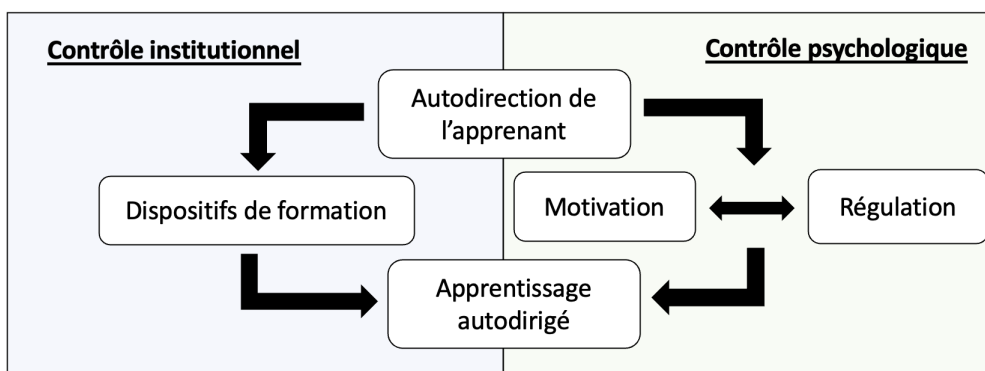 Contrôle institutionnel
Contrôle psychologique
Autodirection de
l’apprenant
Dispositifs de formation
Motivation
Régulation
Apprentissage
autodirigé